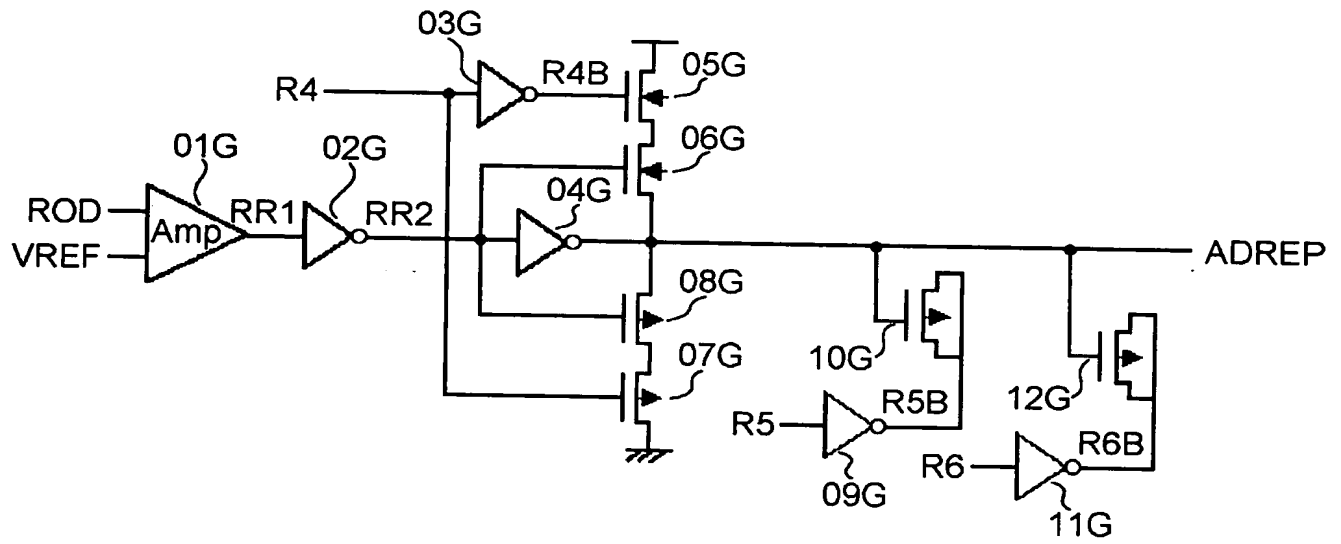 03G
R4
R4B
05G
01G
02G
06G
04G
ROD
Amp
RR1
RR2
VREF
ADREP
08G
10G
07G
12G
R5
R5B
R6
R6B
09G
11G